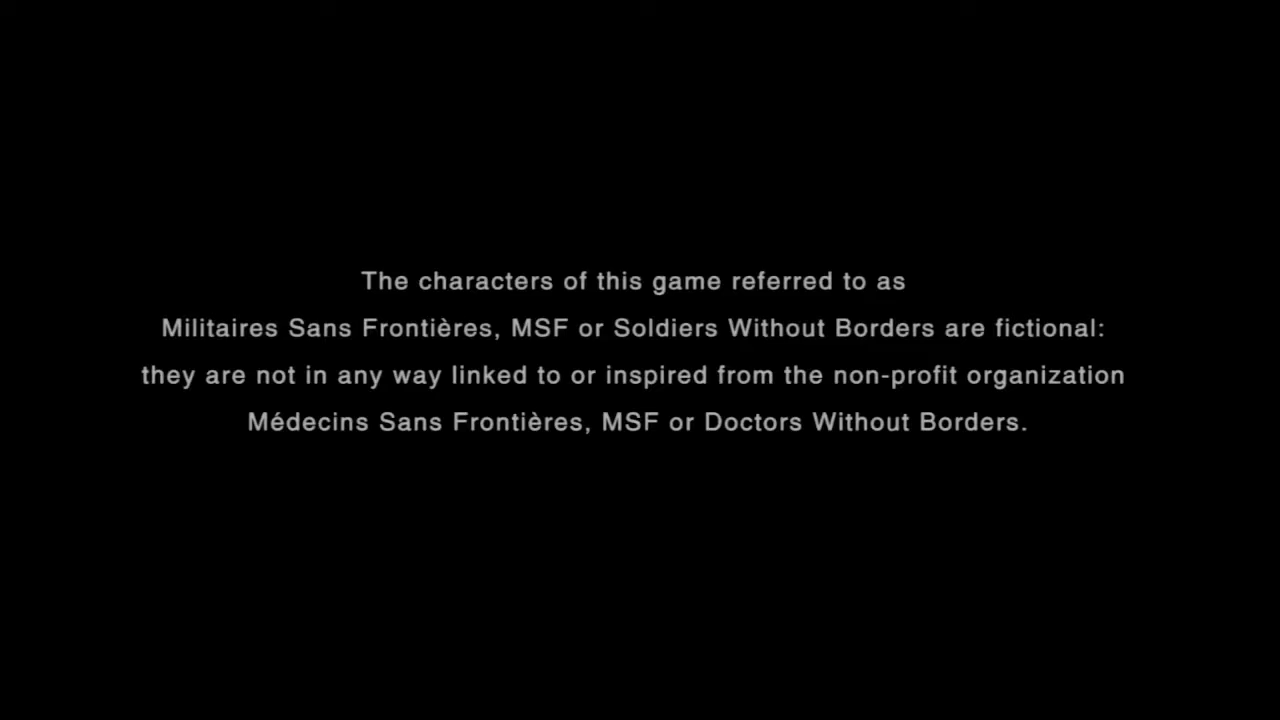 The characters of this game referred to as
Militaires Sans Frontières, MSF or Soldiers Without Borders are fictional:
they are not in any way linked to or inspired from the non-profit organization
Médecins Sans Frontières, MSF or Doctors Without Borders.